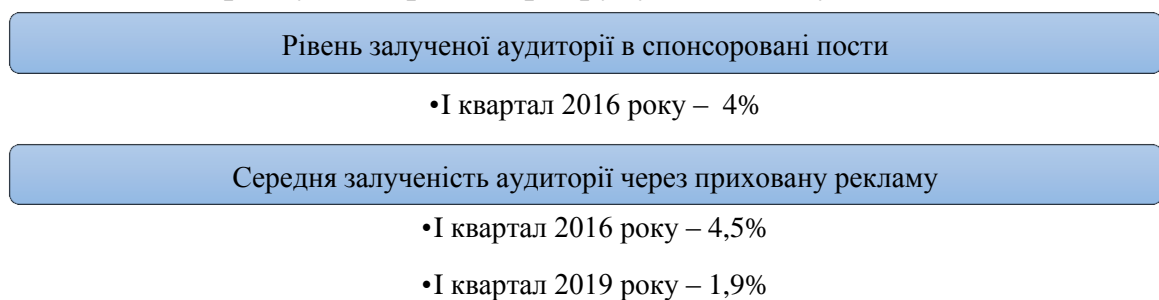 Рівень залученої аудиторії в спонсоровані пости
•І квартал 2016 року – 4%
Середня залученість аудиторії через приховану рекламу
•І квартал 2016 року – 4,5%
•І квартал 2019 року – 1,9%